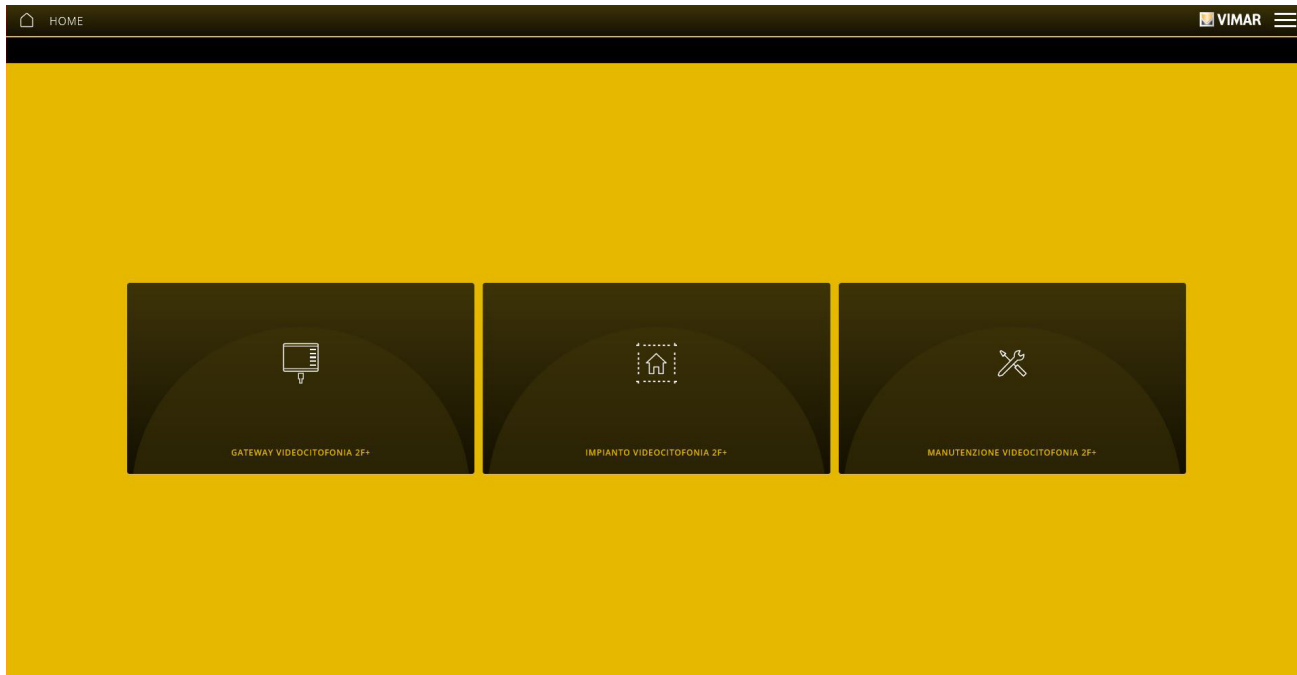 HOME
VIMAR
GATEWAY VIDEOCITOFONIA 2F+
IMPIANTO VIDEOCITOFONIA 2F+
MANUTENZIONE VIDEOCITOFONIA 2F+